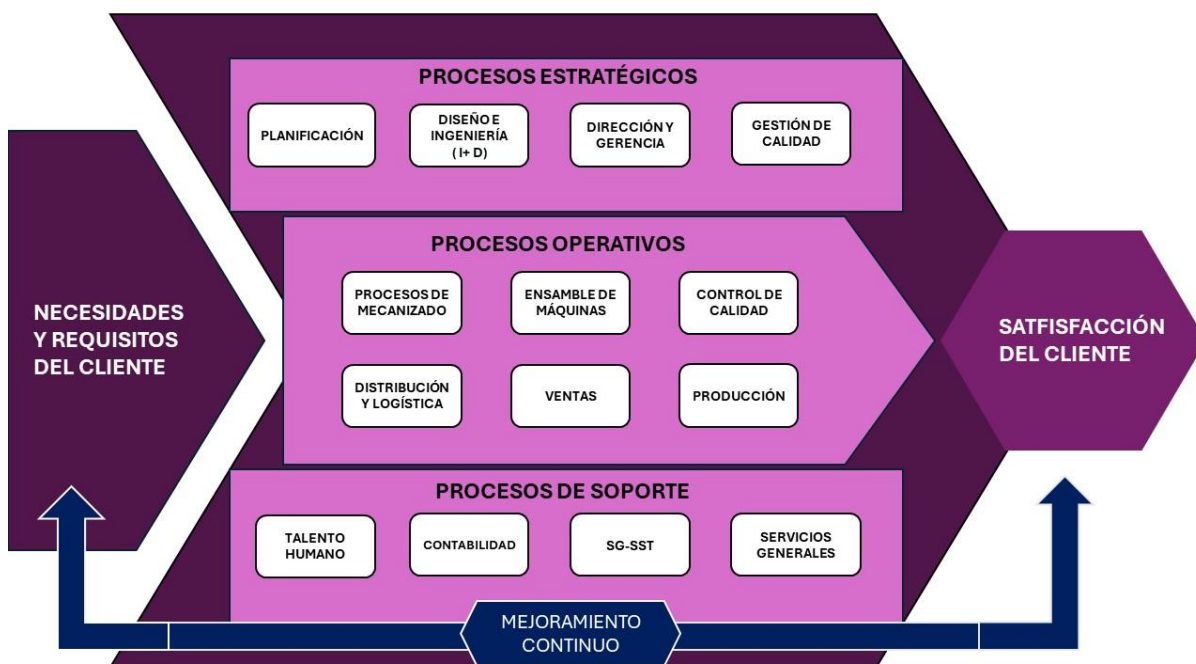 PROCESOS ESTRATÉGICOS
PLANIFICACIÓN
DISEÑO E
INGENIERÍA
( I+ D)
DIRECCIÓN Y
GERENCIA
GESTIÓN DE
CALIDAD
NECESIDADES
Y REQUISITOS
DEL CLIENTE
PROCESOS OPERATIVOS
PROCESOS DE
MECANIZADO
ENSAMBLE DE
MÁQUINAS
CONTROL DE
CALIDAD
DISTRIBUCIÓN
Y LOGÍSTICA
VENTAS
PRODUCCIÓN
SATFISFACCIÓN
DEL CLIENTE
PROCESOS DE SOPORTE
TALENTO
HUMANO
CONTABILIDAD
SG-SST
SERVICIOS
GENERALES
MEJORAMIENTO
CONTINUO